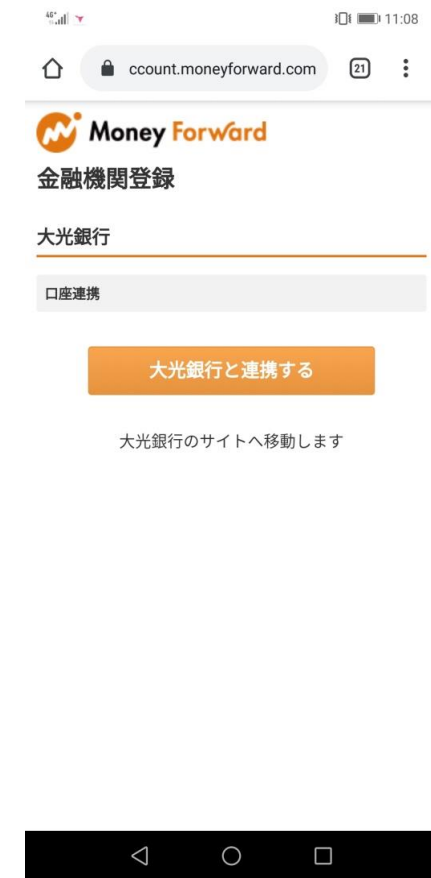 46+ 11:08
ccount.moneyforward.com 21
Money Forward
金融機関登録
大光銀行
口座連携
大光銀行と連携する
大光銀行のサイトへ移動します